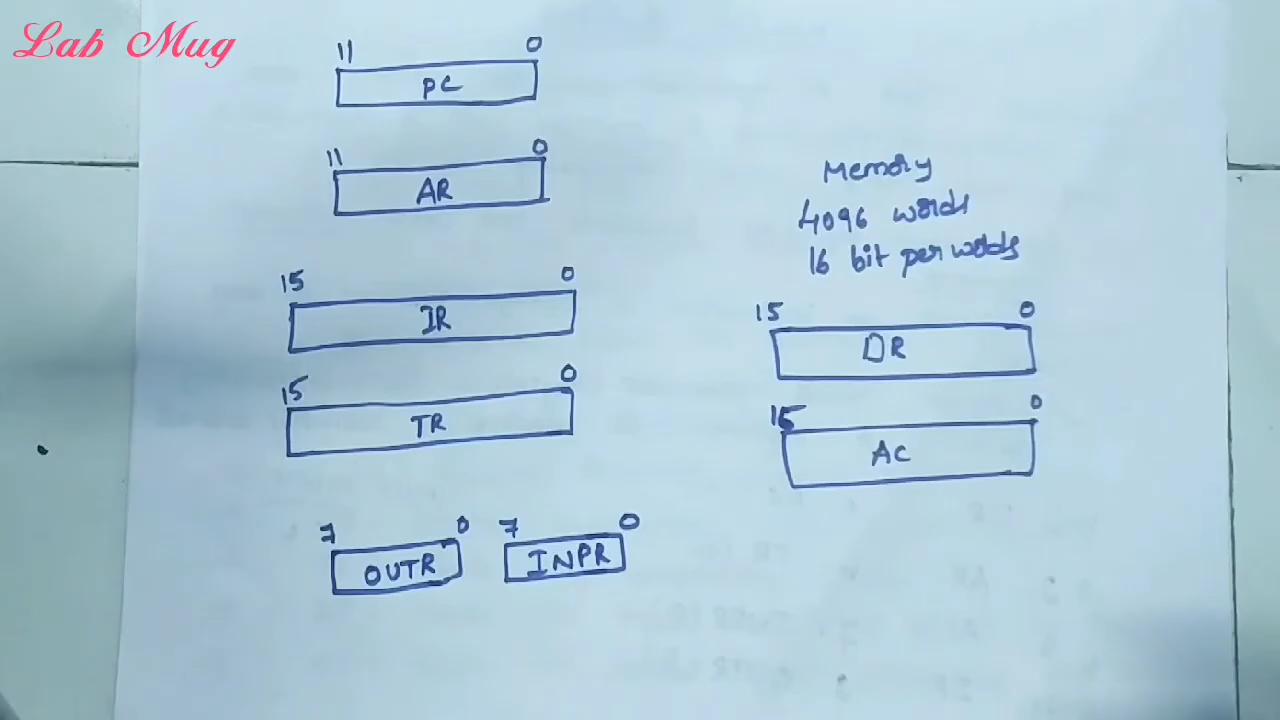 Lab Mug
11 0
PC
11 0
AR
15 0
IR
15 0
TR
7 0
OUTR
7 0
INPR
Memory
4096 words
16 bit per words
15 0
DR
15 0
AC